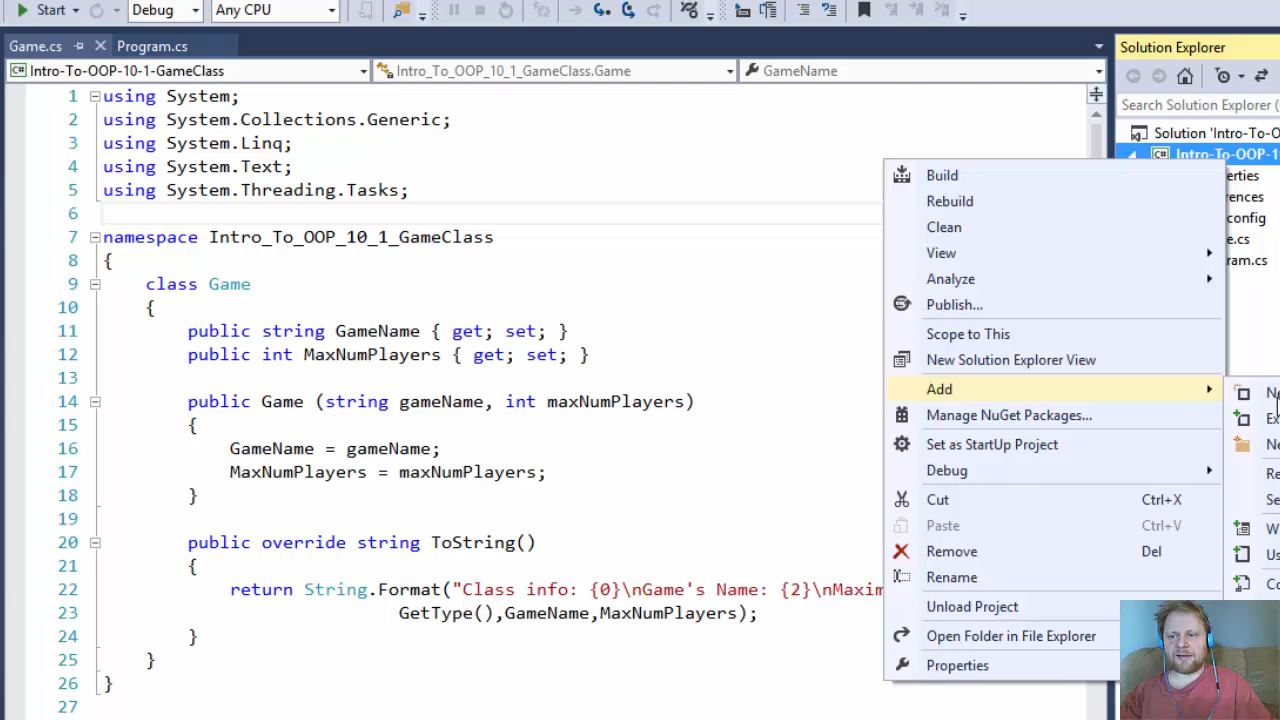 Start
Debug
Any CPU
Game.cs
Program.cs
Solution Explorer
Intro-To-OOP-10-1-GameClass
Intro_To_OOP_10_1_GameClass.Game
GameName
Search Solution Explorer (
Solution 'Intro-To-O
Intro-To-OOP-1
erties
rences
config
e.cs
ram.cs
1 using System;
2 using System.Collections.Generic;
3 using System.Linq;
4 using System.Text;
5 using System.Threading.Tasks;
6
7 namespace Intro_To_OOP_10_1_GameClass
8 {
9 class Game
10 {
11 public string GameName { get; set; }
12 public int MaxNumPlayers { get; set; }
13
14 public Game (string gameName, int maxNumPlayers)
15 {
16 GameName = gameName;
17 MaxNumPlayers = maxNumPlayers;
18 }
19
20 public override string ToString()
21 {
22 return String.Format("Class info: {0}\nGame's Name: {2}\nMaxim
23 GetType(),GameName,MaxNumPlayers);
24 }
25 }
26 }
27
Build
Rebuild
Clean
View
Analyze
Publish...
Scope to This
New Solution Explorer View
Add
Manage NuGet Packages...
Set as StartUp Project
Debug
Cut Ctrl+X
Paste Ctrl+V
Remove Del
Rename
Unload Project
Open Folder in File Explorer
Properties
Ne
Ex
Ne
Re
Se
W
Us